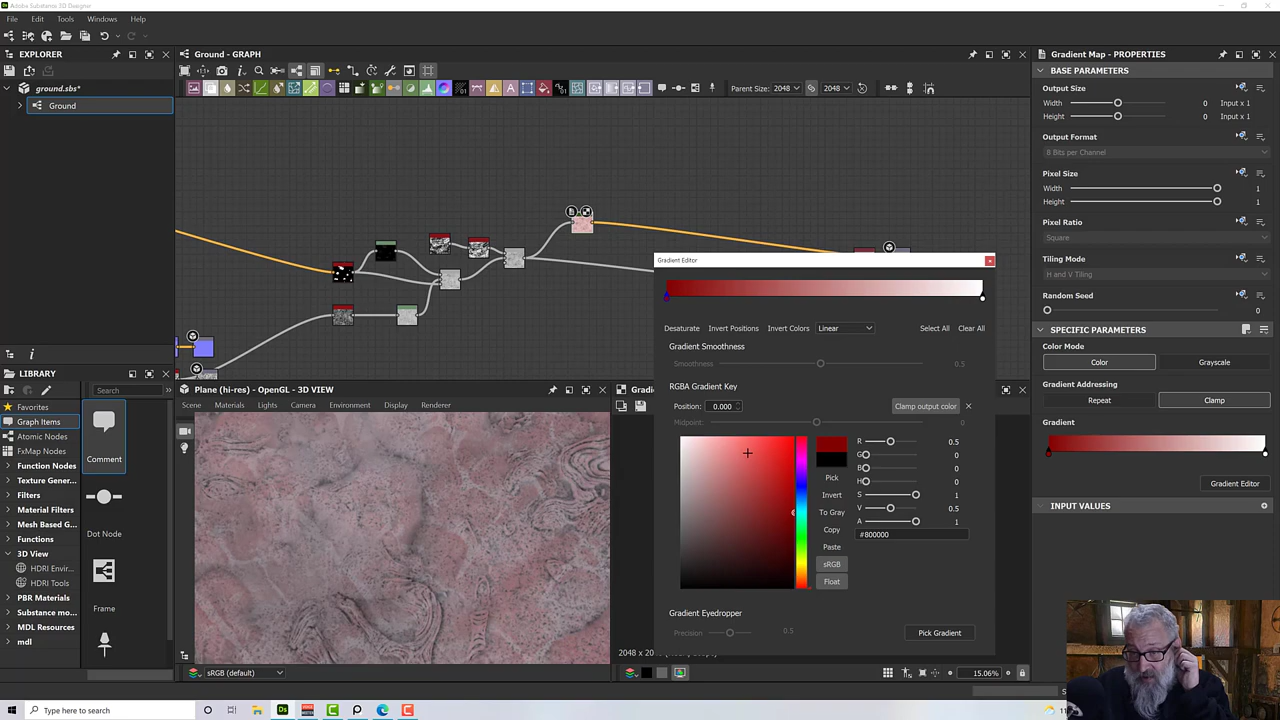 Adobe Substance 3D Designer
File Edit Tools Windows Help
EXPLORER
ground.sbs*
Ground
LIBRARY
Search
Favorites
Graph Items
Atomic Nodes
FxMap Nodes
Function Nodes
Texture Gener...
Filters
Material Filters
Mesh Based G...
Functions
3D View
HDRI Envir...
HDRI Tools
PBR Materials
Substance mo...
MDL Resources
mdl
Comment
Dot Node
Frame
Ground - GRAPH
Parent Size: 2048 2048
Plane (hi-res) - OpenGL - 3D VIEW
Scene Materials Lights Camera Environment Display Renderer
sRGB (default)
15.06%
Gradient Editor
Desaturate Invert Positions Invert Colors Linear Select All Clear All
Gradient Smoothness
Smoothness 0.5
RGBA Gradient Key
Position: 0.000 Clamp output color
Midpoint: 0
R 0.5
G 0
B 0
H 0
S 1
V 0.5
A 1
#800000
Pick
Invert
To Gray
Copy
Paste
sRGB
Float
Gradient Eyedropper
Precision 0.5
Pick Gradient
Gradient Map - PROPERTIES
BASE PARAMETERS
Output Size
Width 0 Input x 1
Height 0 Input x 1
Output Format
8 Bits per Channel
Pixel Size
Width 1
Height 1
Pixel Ratio
Square
Tiling Mode
H and V Tiling
Random Seed
0
SPECIFIC PARAMETERS
Color Mode
Color Grayscale
Gradient Addressing
Repeat Clamp
Gradient
Gradient Editor
INPUT VALUES
Type here to search